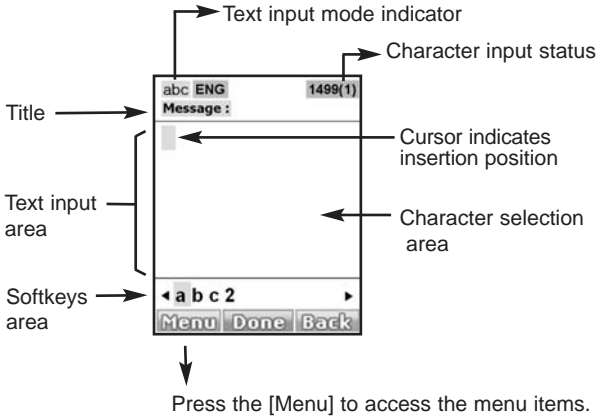 Text input mode indicator
Character input status
abc ENG 1499(1)
Message :
Title
Cursor indicates
insertion position
Text input
area
Character selection
area
Softkeys
area
a b c 2
Menu Done Back
Press the [Menu] to access the menu items.